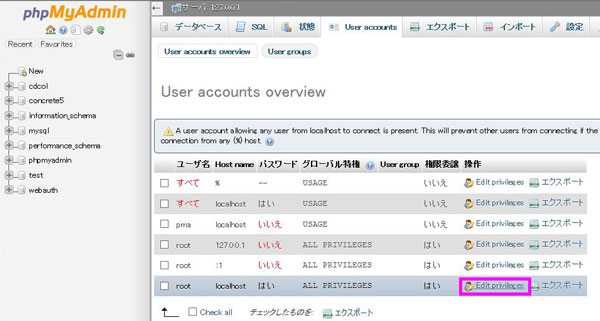 phpMyAdmin
サーバ: 127.0.0.1
データベース SQL 状態 User accounts エクスポート インポート 設定
Recent Favorites
User accounts overview User groups
New
cdcol
concrete5
information_schema
mysql
performance_schema
phpmyadmin
test
webauth
User accounts overview
A user account allowing any user from localhost to connect is present. This will prevent other users from connecting if the
connection from any (%) host.
ユーザ名 Host name パスワード グローバル特権 User group 権限委譲 操作
すべて % -- USAGE いいえ Edit privileges エクスポート
すべて localhost はい USAGE いいえ Edit privileges エクスポート
pma localhost いいえ USAGE いいえ Edit privileges エクスポート
root 127.0.0.1 いいえ ALL PRIVILEGES はい Edit privileges エクスポート
root ::1 いいえ ALL PRIVILEGES はい Edit privileges エクスポート
root localhost はい ALL PRIVILEGES はい Edit privileges エクスポート
Check all チェックしたものを: エクスポート